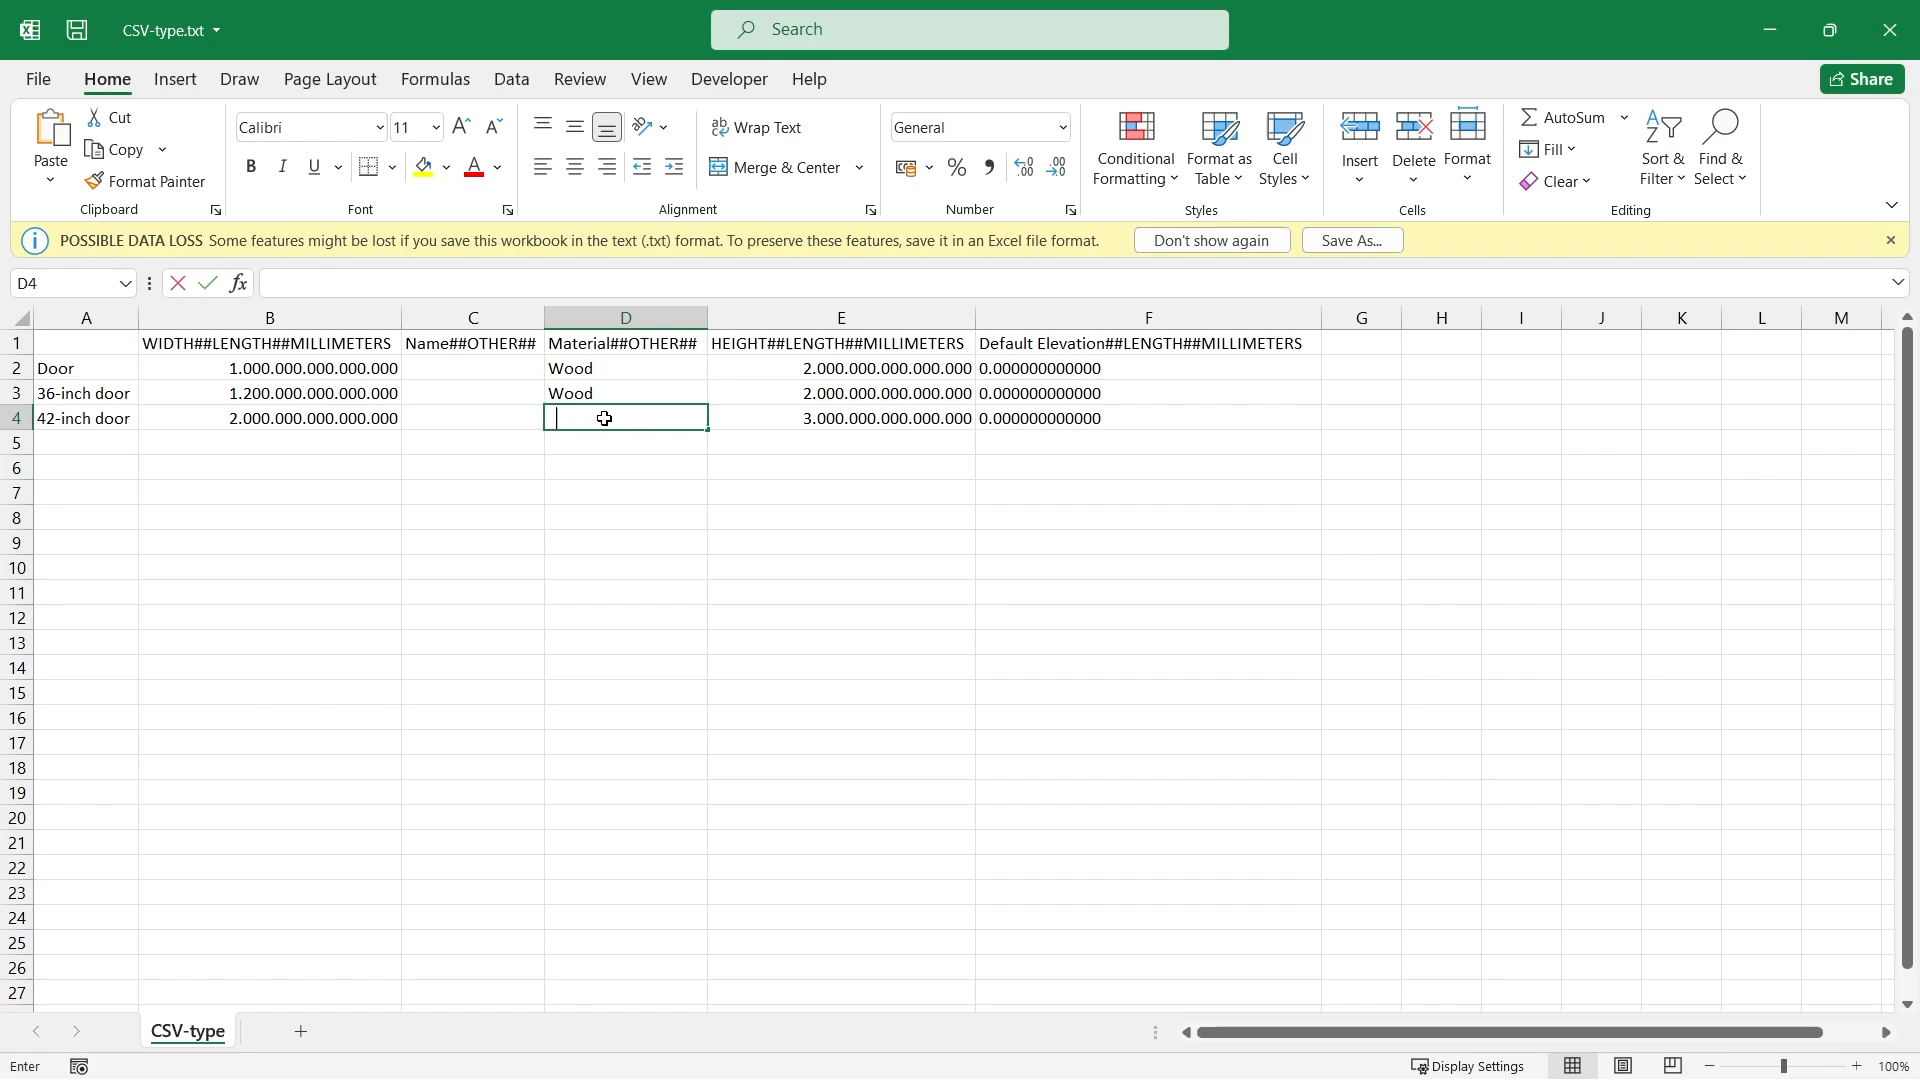 CSV-type.txt
Search
File Home Insert Draw Page Layout Formulas Data Review View Developer Help
Share
Paste
Cut
Copy
Format Painter
Clipboard
Calibri 11
B I U
Font
Wrap Text
Merge & Center
Alignment
General
Number
Conditional Formatting
Format as Table
Cell Styles
Styles
Insert Delete Format
Cells
AutoSum
Fill
Clear
Sort & Filter
Find & Select
Editing
POSSIBLE DATA LOSS Some features might be lost if you save this workbook in the text (.txt) format. To preserve these features, save it in an Excel file format. Don't show again Save As...
D4 fx
A B C D E F G H I J K L M
1 WIDTH##LENGTH##MILLIMETERS Name##OTHER## Material##OTHER## HEIGHT##LENGTH##MILLIMETERS Default Elevation##LENGTH##MILLIMETERS
2 Door 1.000.000.000.000.000 Wood 2.000.000.000.000.000 0.000000000000
3 36-inch door 1.200.000.000.000.000 Wood 2.000.000.000.000.000 0.000000000000
4 42-inch door 2.000.000.000.000.000 3.000.000.000.000.000 0.000000000000
5
6
7
8
9
10
11
12
13
14
15
16
17
18
19
20
21
22
23
24
25
26
27
CSV-type
Enter Display Settings 100%